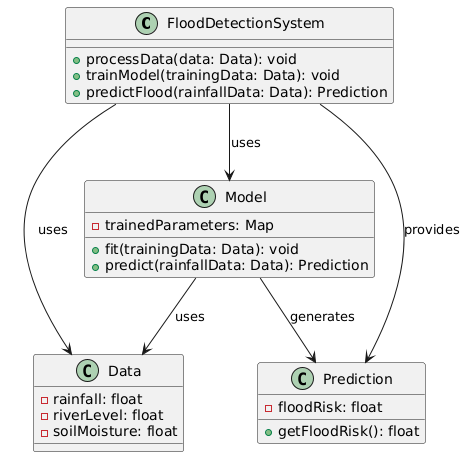 C FloodDetectionSystem
processData(data: Data): void
trainModel(trainingData: Data): void
predictFlood(rainfallData: Data): Prediction
uses
C Model
trainedParameters: Map
fit(trainingData: Data): void
predict(rainfallData: Data): Prediction
uses
provides
uses
generates
C Data
rainfall: float
riverLevel: float
soilMoisture: float
C Prediction
floodRisk: float
getFloodRisk(): float